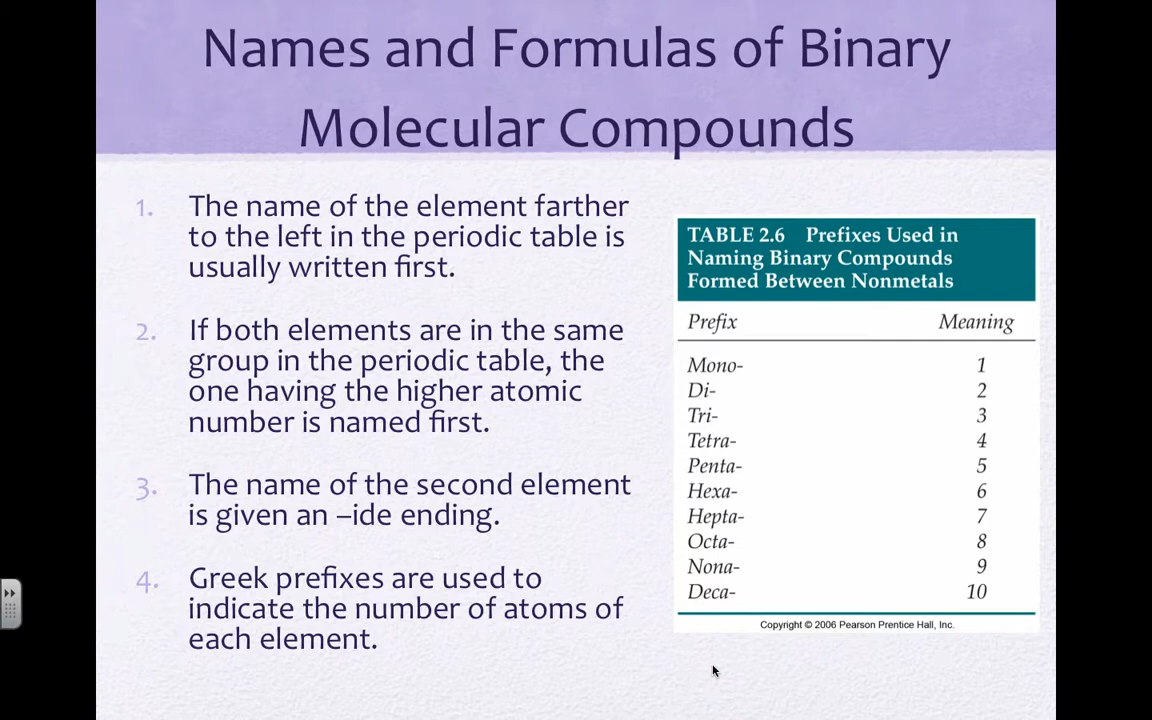 Names and Formulas of Binary
Molecular Compounds
1. The name of the element farther
to the left in the periodic table is
usually written first.
2. If both elements are in the same
group in the periodic table, the
one having the higher atomic
number is named first.
3. The name of the second element
is given an –ide ending.
4. Greek prefixes are used to
indicate the number of atoms of
each element.
TABLE 2.6 Prefixes Used in
Naming Binary Compounds
Formed Between Nonmetals
Prefix Meaning
Mono- 1
Di- 2
Tri- 3
Tetra- 4
Penta- 5
Hexa- 6
Hepta- 7
Octa- 8
Nona- 9
Deca- 10
Copyright © 2006 Pearson Prentice Hall, Inc.